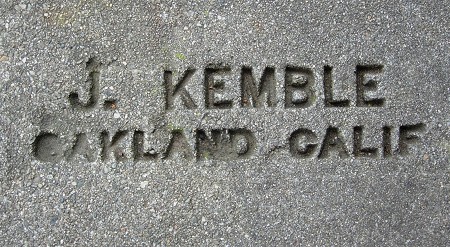 J. KEMBLE
OAKLAND CALIF